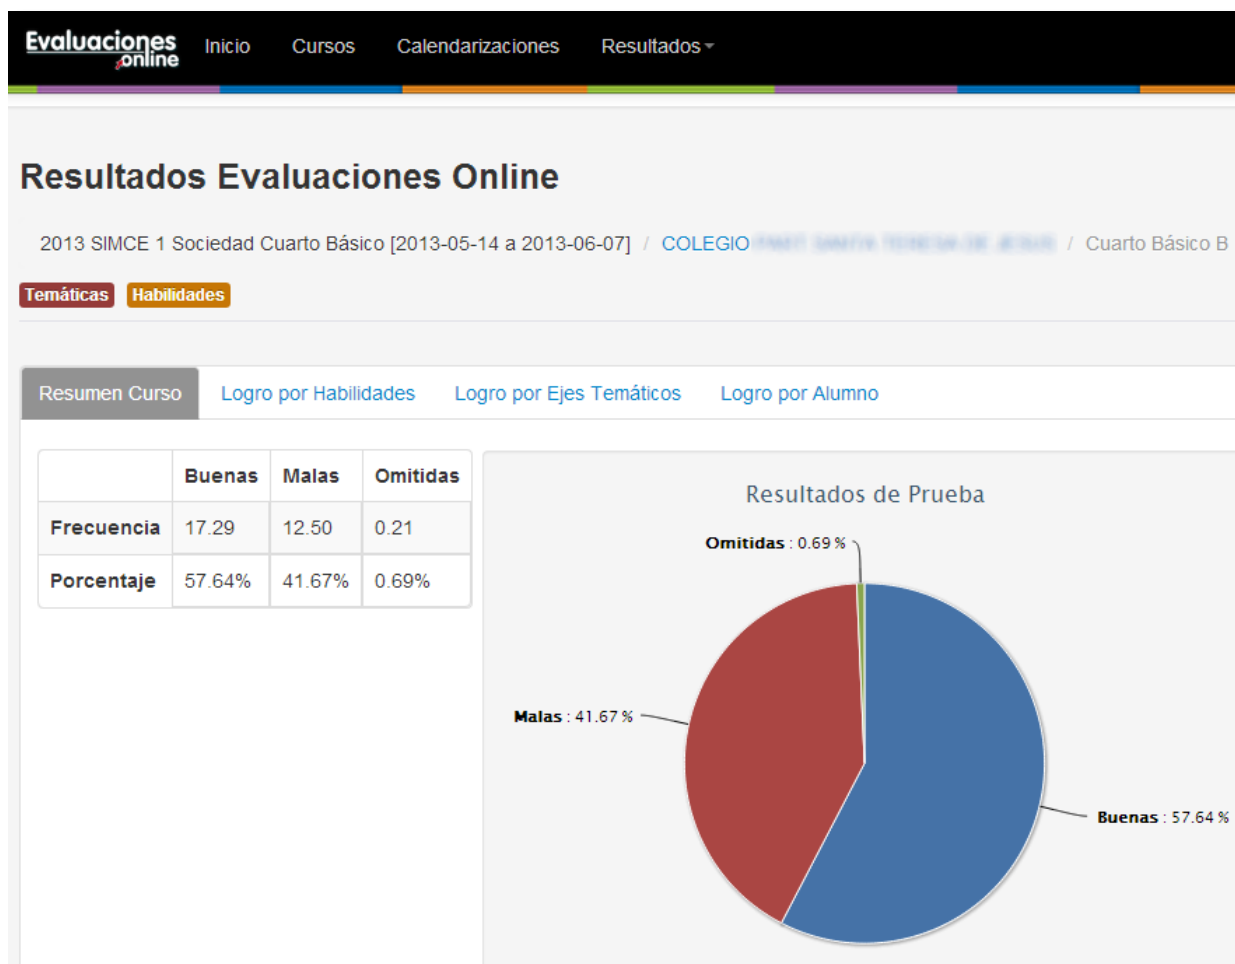 Evaluaciones online
Inicio Cursos Calendarizaciones Resultados
Resultados Evaluaciones Online
2013 SIMCE 1 Sociedad Cuarto Básico [2013-05-14 a 2013-06-07] / COLEGIO / Cuarto Básico B
Temáticas Habilidades
Resumen Curso Logro por Habilidades Logro por Ejes Temáticos Logro por Alumno
Buenas Malas Omitidas
Frecuencia 17.29 12.50 0.21
Porcentaje 57.64% 41.67% 0.69%
Resultados de Prueba
Omitidas : 0.69 %
Malas : 41.67 %
Buenas : 57.64 %